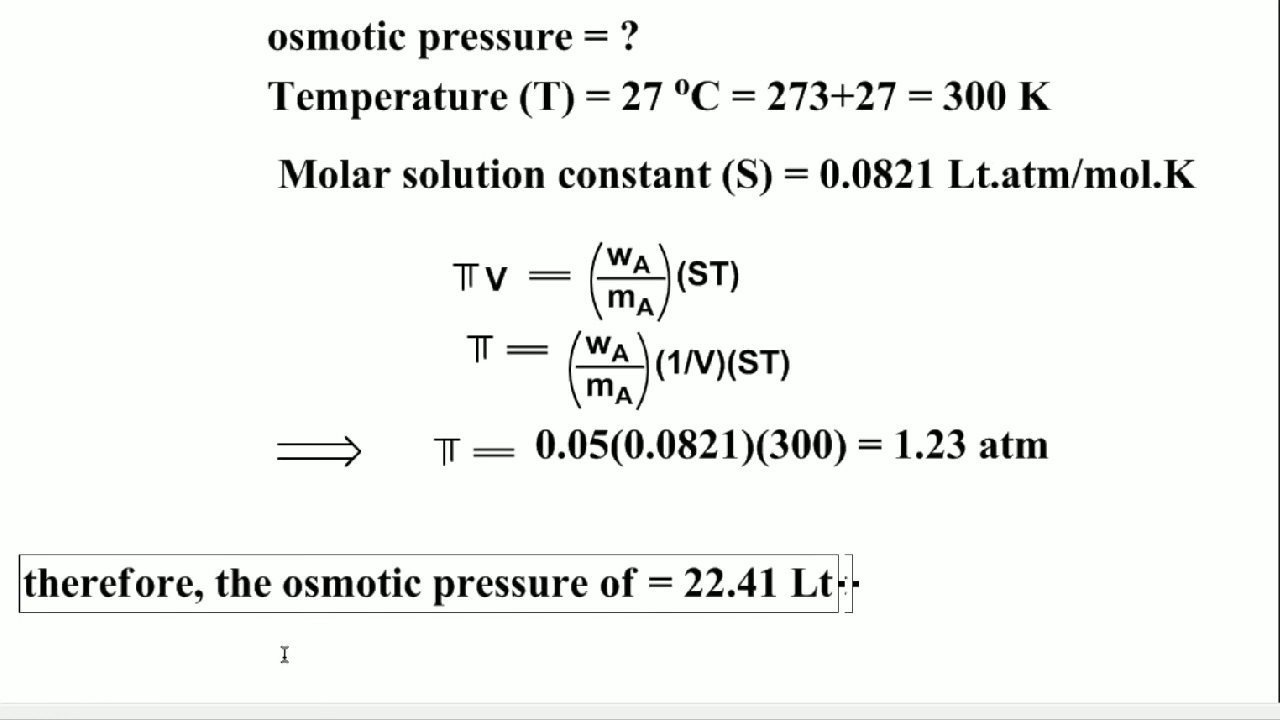 osmotic pressure = ?
Temperature (T) = 27 ⁰C = 273+27 = 300 K
Molar solution constant (S) = 0.0821 Lt.atm/mol.K
π V = (wA/mA)(ST)
π = (wA/mA)(1/V)(ST)
⟹ π = 0.05(0.0821)(300) = 1.23 atm
therefore, the osmotic pressure of = 22.41 Lt